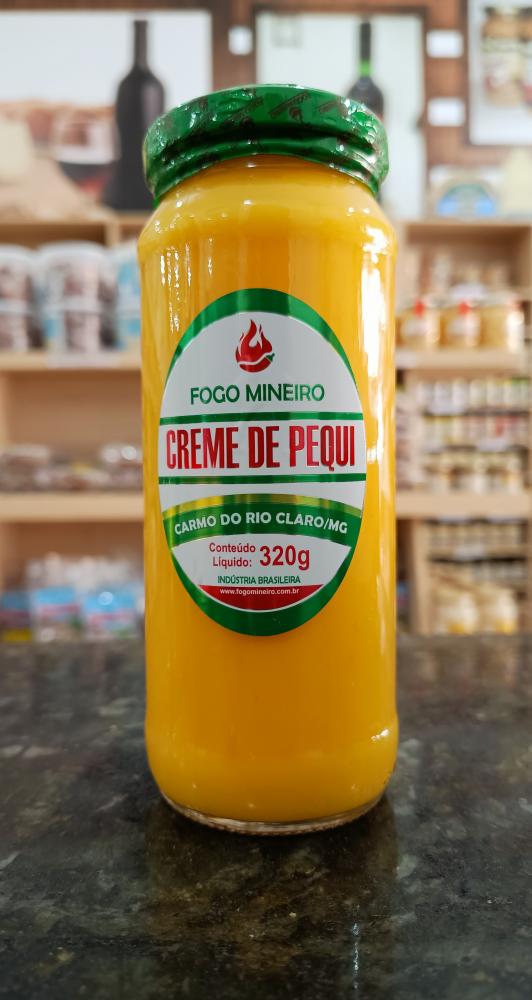 FOGO MINEIRO
CREME DE PEQUI
CARMO DO RIO CLARO/MG
Conteúdo
Líquido: 320g
INDÚSTRIA BRASILEIRA
www.fogomineiro.com.br